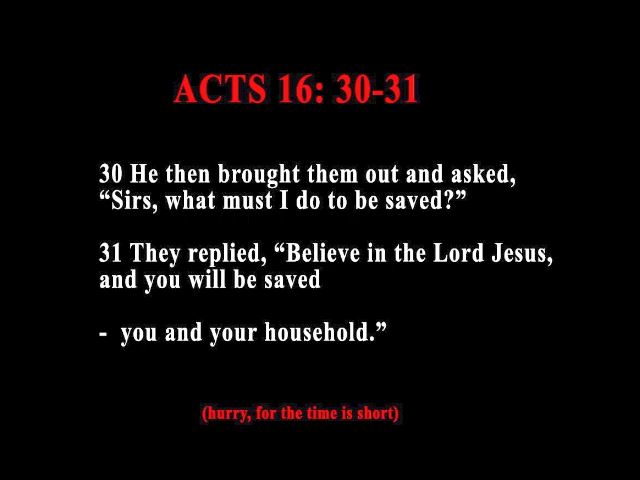 ACTS 16: 30-31
30 He then brought them out and asked,
“Sirs, what must I do to be saved?”
31 They replied, “Believe in the Lord Jesus,
and you will be saved
- you and your household.”
(hurry, for the time is short)